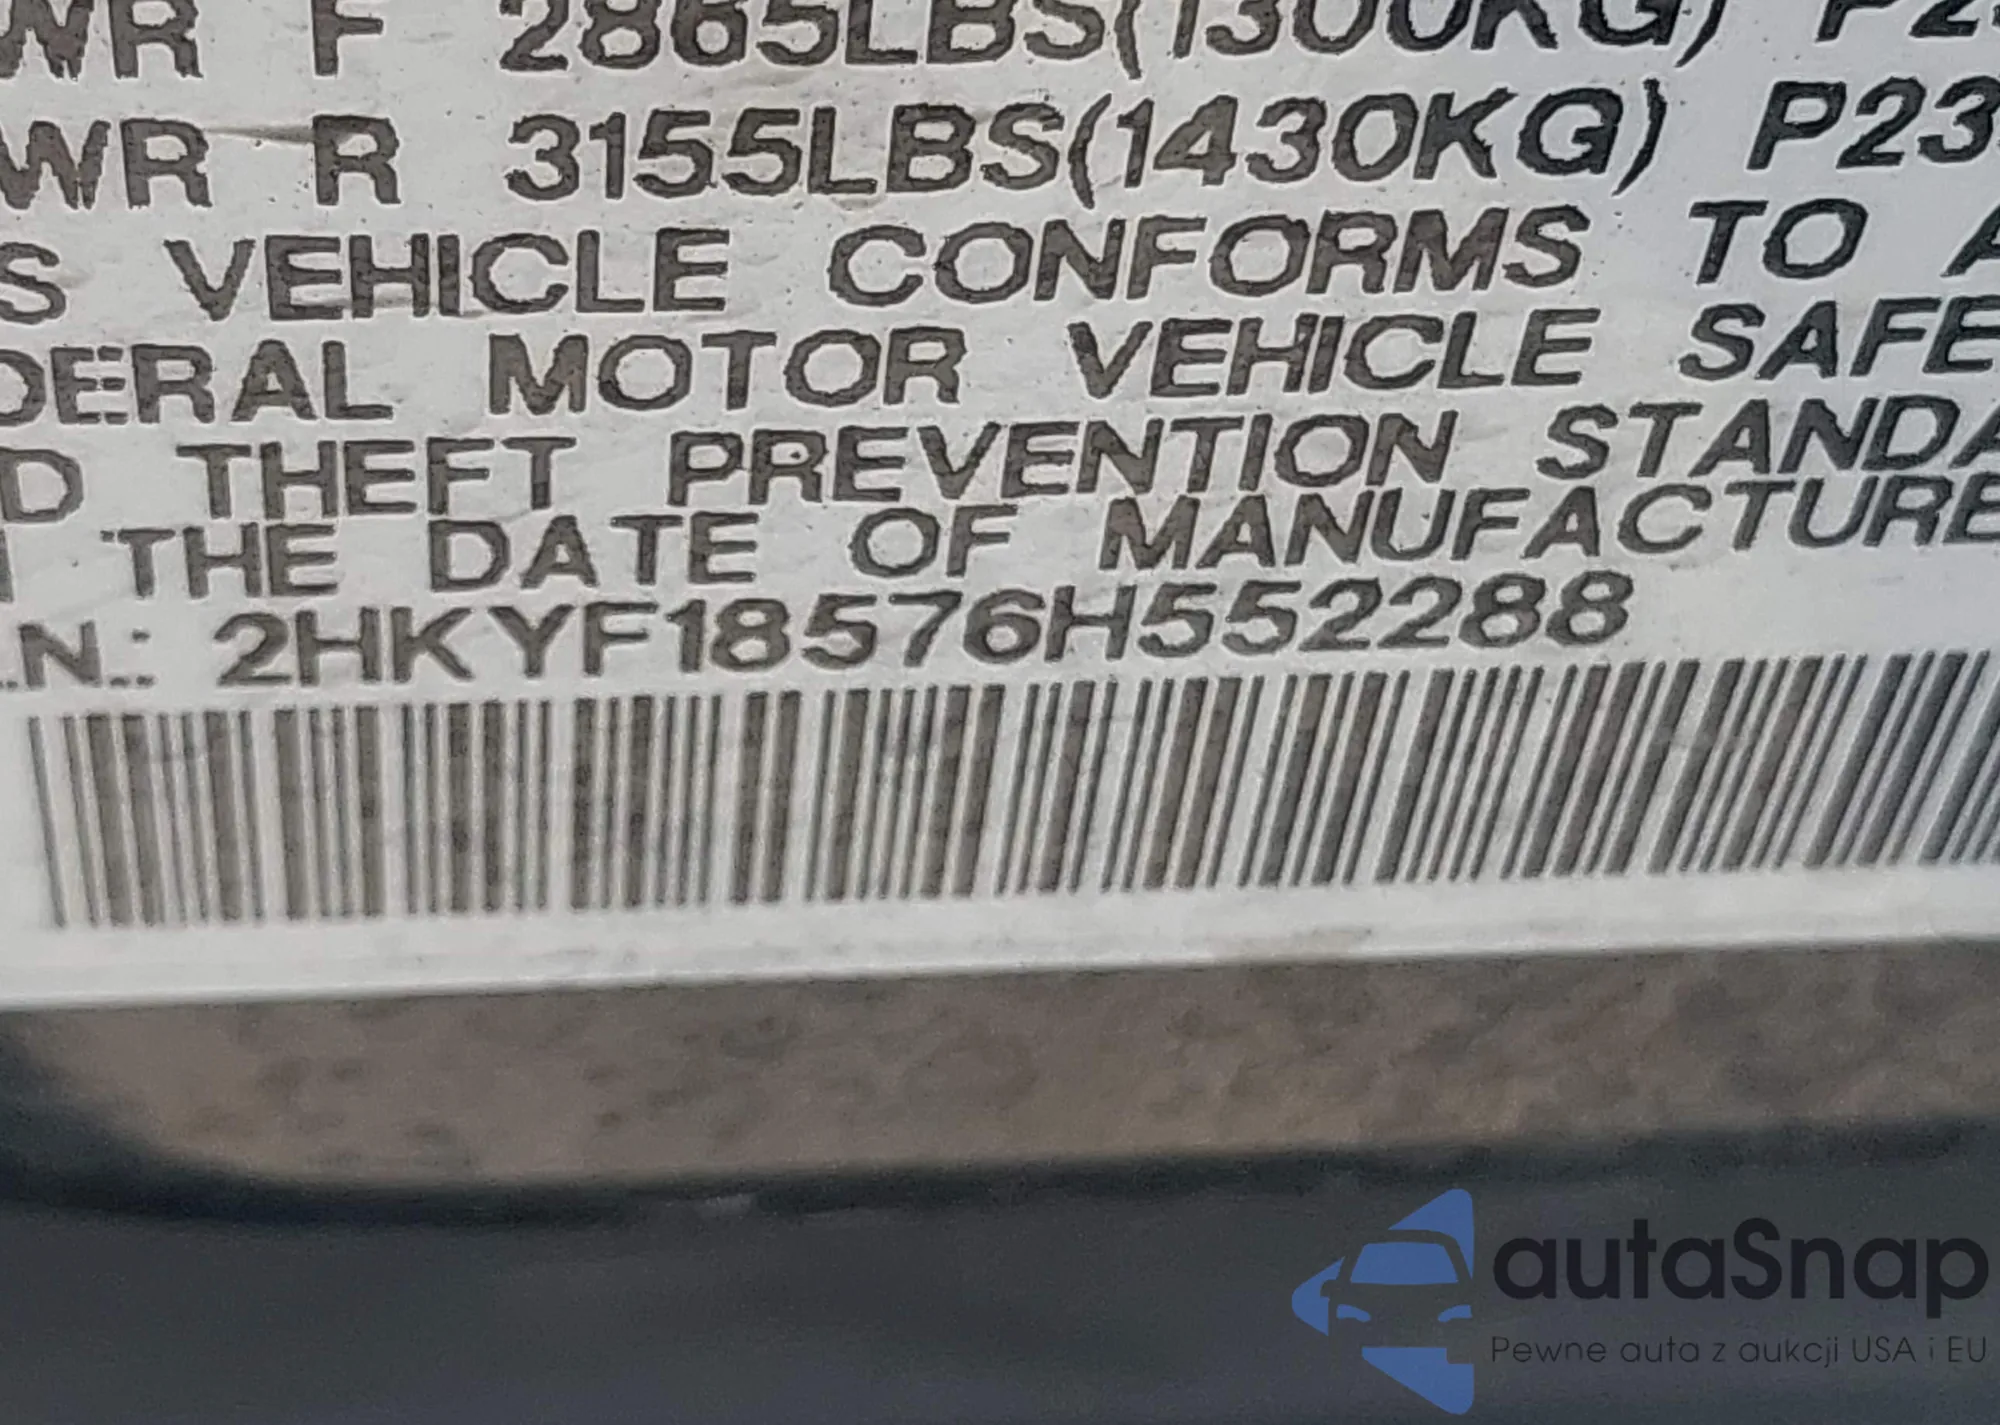 WR F 2865LBS(1300KG) P2
WR R 3155LBS(1430KG) P23
S VEHICLE CONFORMS TO A
DERAL MOTOR VEHICLE SAFE
D THEFT PREVENTION STANDA
THE DATE OF MANUFACTURE
.N.: 2HKYF18576H552288
autaSnap
Pewne auta z aukcji USA i EU